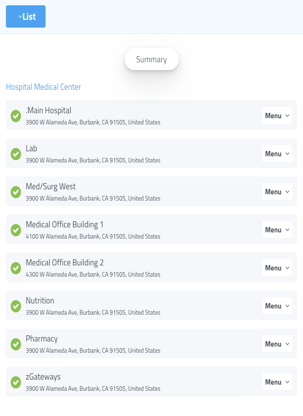 List
Summary
Hospital Medical Center
.Main Hospital
3900 W Alameda Ave, Burbank, CA 91505, United States
Menu
Lab
3900 W Alameda Ave, Burbank, CA 91505, United States
Menu
Med/Surg West
3900 W Alameda Ave, Burbank, CA 91505, United States
Menu
Medical Office Building 1
4100 W Alameda Ave, Burbank, CA 91505, United States
Menu
Medical Office Building 2
4300 W Alameda Ave, Burbank, CA 91505, United States
Menu
Nutrition
3900 W Alameda Ave, Burbank, CA 91505, United States
Menu
Pharmacy
3900 W Alameda Ave, Burbank, CA 91505, United States
Menu
zGateways
3900 W Alameda Ave, Burbank, CA 91505, United States
Menu